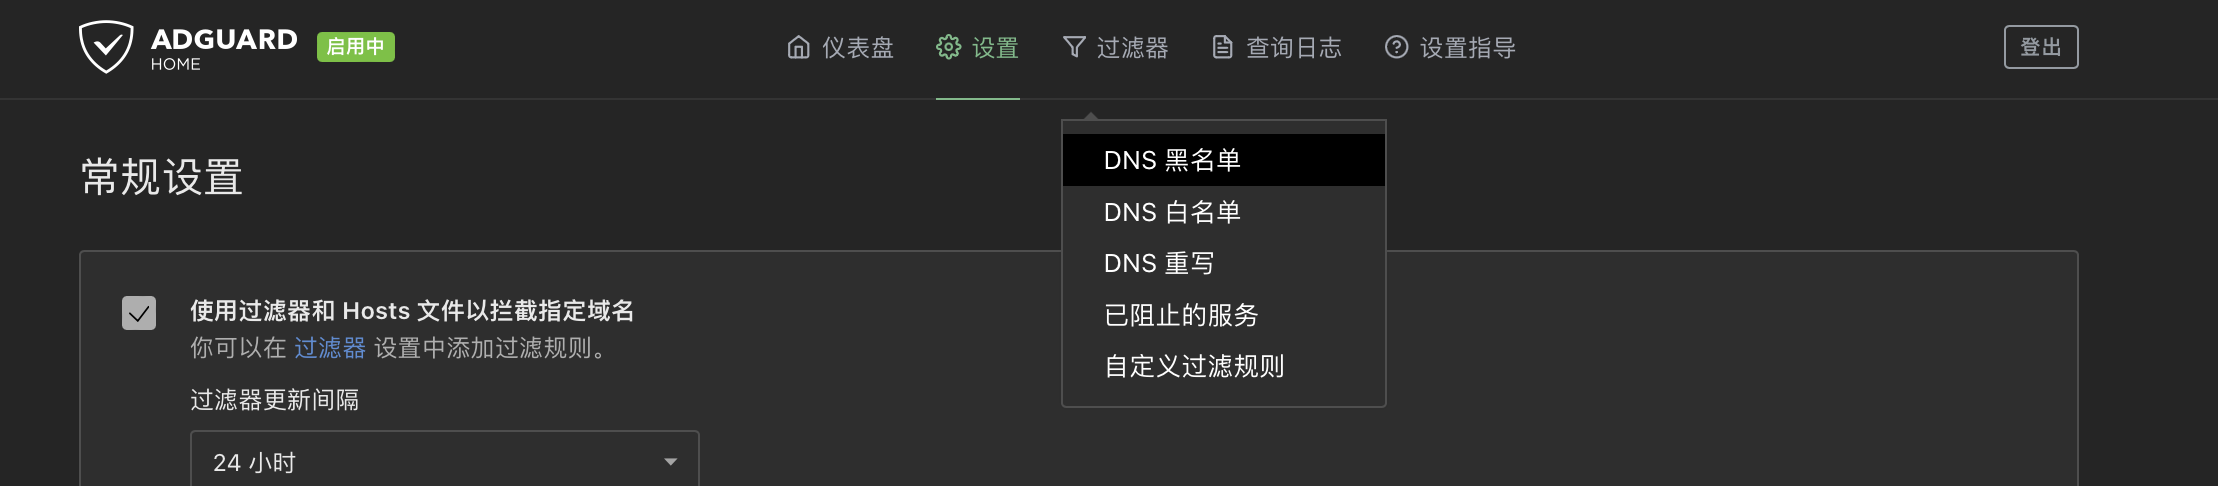 ADGUARD
HOME
启用中
仪表盘
设置
过滤器
查询日志
设置指导
登出
DNS 黑名单
DNS 白名单
DNS 重写
已阻止的服务
自定义过滤规则
常规设置
使用过滤器和 Hosts 文件以拦截指定域名
你可以在 过滤器 设置中添加过滤规则。
过滤器更新间隔
24 小时